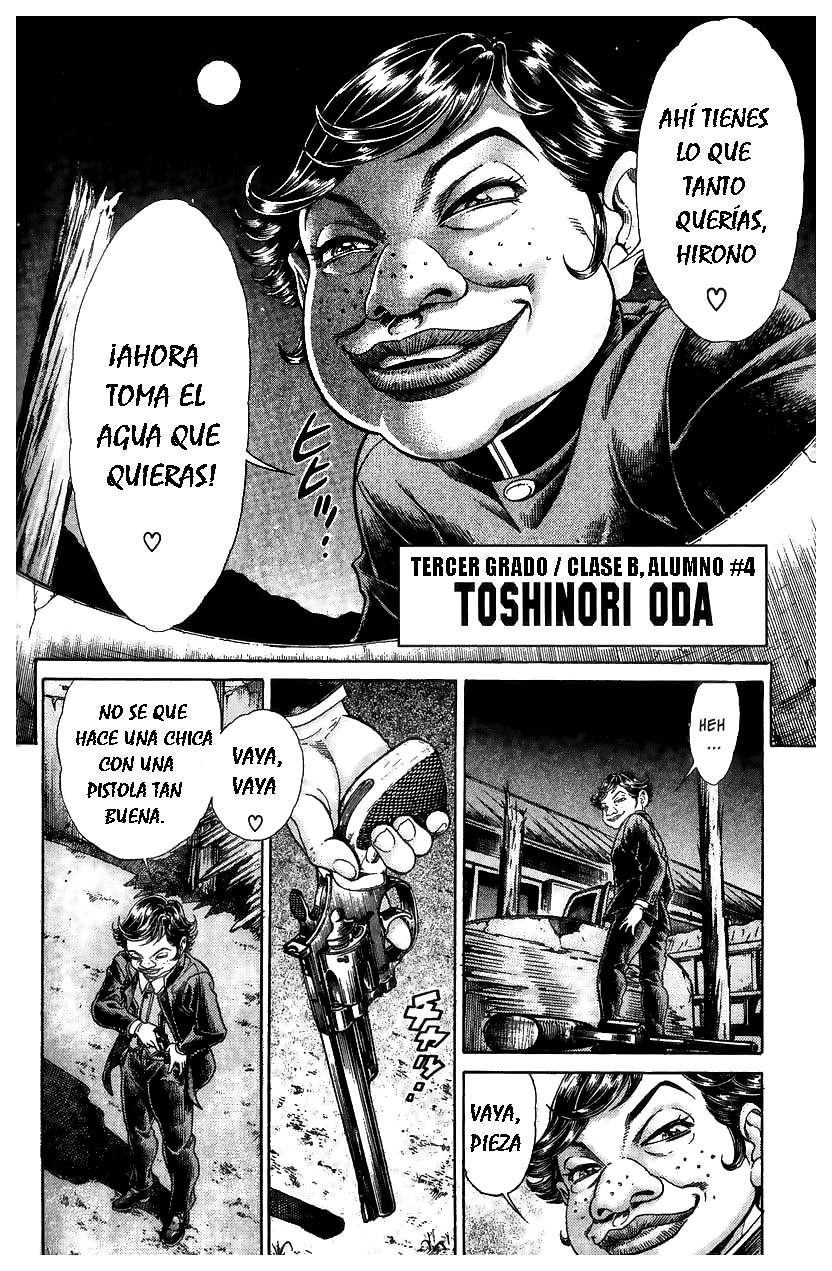 AHÍ TIENES
LO QUE
TANTO
QUERÍAS,
HIRONO
♡
¡AHORA
TOMA EL
AGUA QUE
QUIERAS!
♡
TERCER GRADO / CLASE B, ALUMNO #4
TOSHINORI ODA
HEH
...
VAYA,
PIEZA
VAYA,
VAYA
♡
NO SE QUE
HACE UNA CHICA
CON UNA
PISTOLA TAN
BUENA.